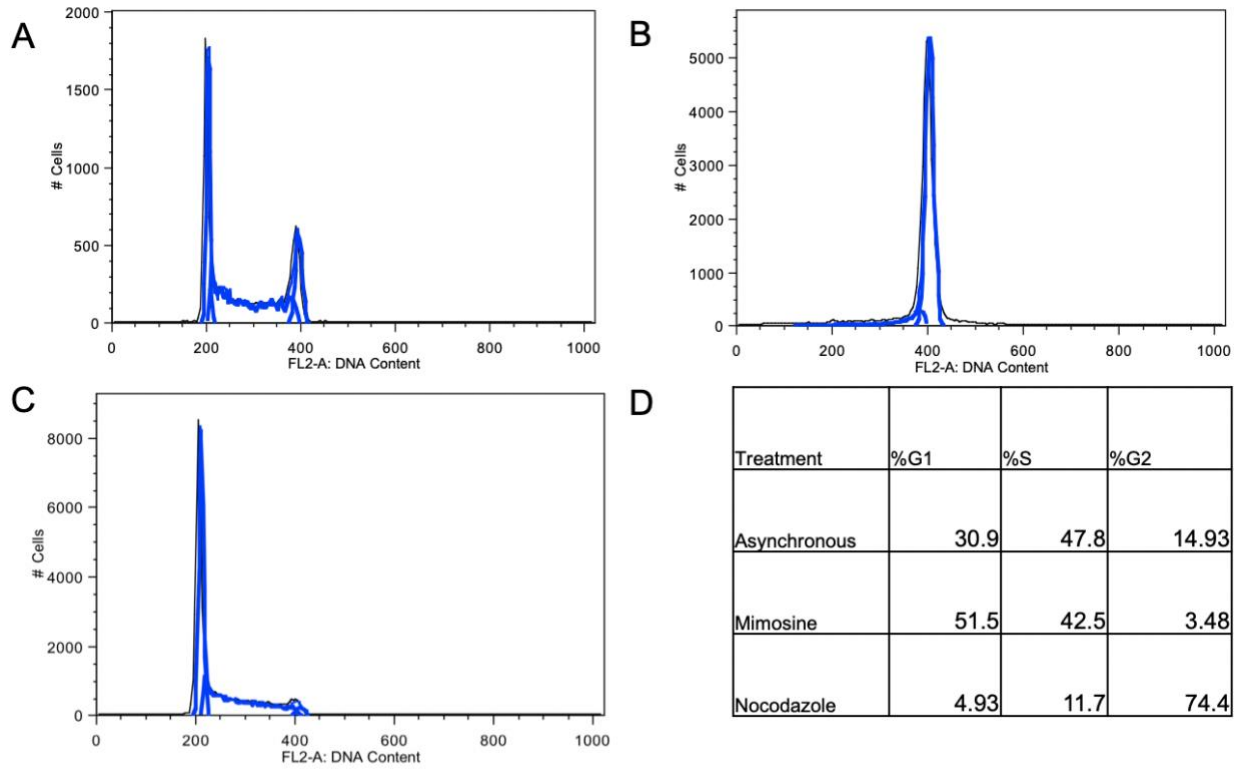 A
2000
1500
1000
500
0
# Cells
0 200 400 600 800 1000
FL2-A: DNA Content
B
5000
4000
3000
2000
1000
0
# Cells
0 200 400 600 800 1000
FL2-A: DNA Content
C
8000
6000
4000
2000
0
# Cells
0 200 400 600 800 1000
FL2-A: DNA Content
D
Treatment %G1 %S %G2
Asynchronous 30.9 47.8 14.93
Mimosine 51.5 42.5 3.48
Nocodazole 4.93 11.7 74.4